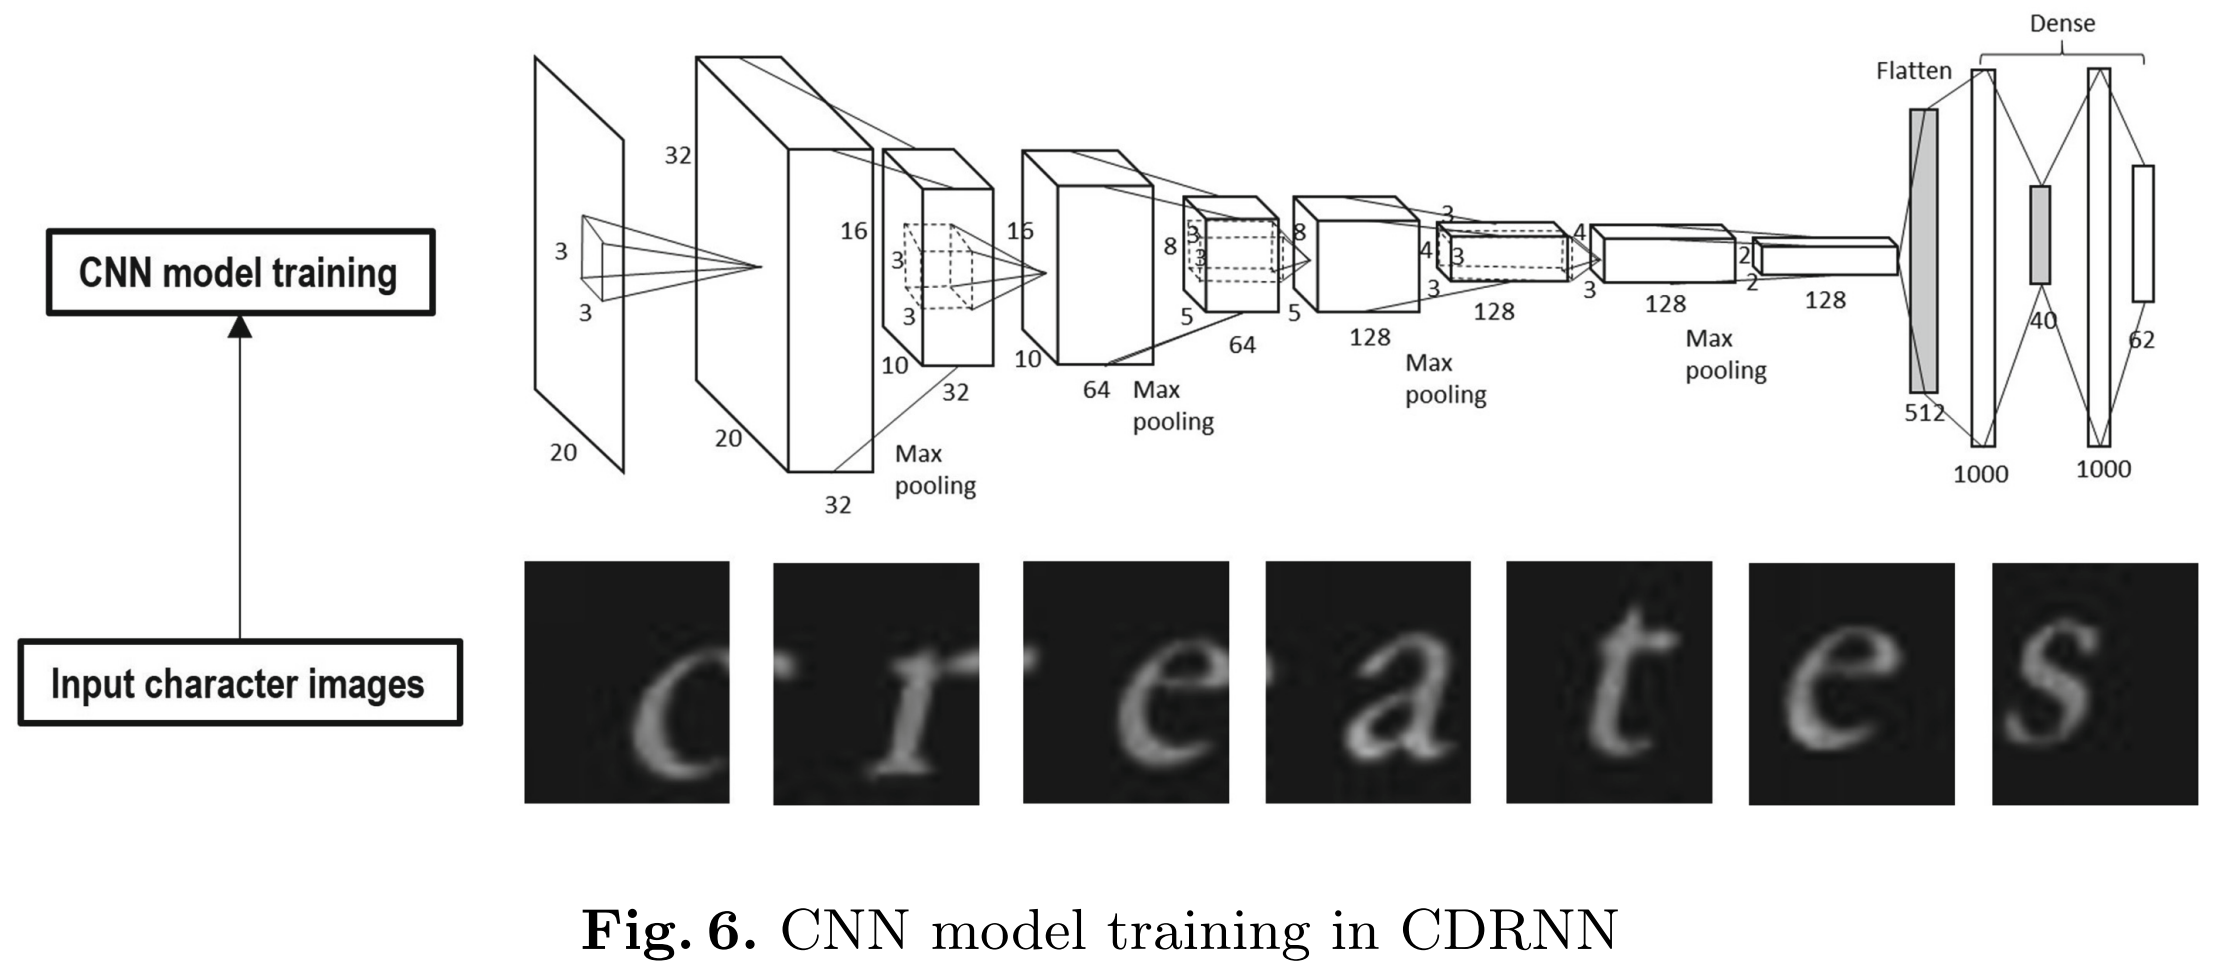 Dense
Flatten
32
16
16
3
3
3
3
3
20
20
32
10
32
10
64
Max
pooling
8
3
3
8
5
64
5
128
Max
pooling
3
4
3
3
128
4
3
128
Max
pooling
2
2
128
Max
pooling
512
1000
40
1000
62
CNN model training
Input character images
c r e a t e s
Fig. 6. CNN model training in CDRNN